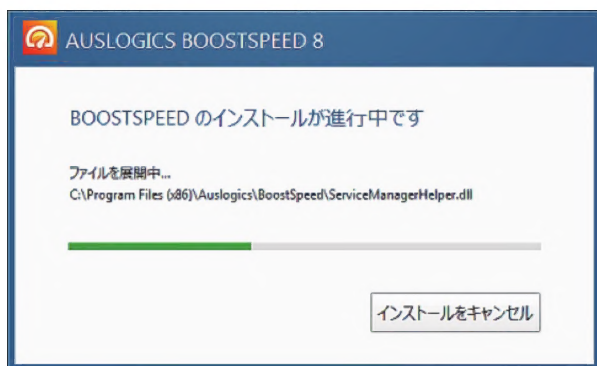 AUSLOGICS BOOSTSPEED 8
BOOSTSPEED のインストールが進行中です
ファイルを展開中...
C:\Program Files (x86)\Auslogics\BoostSpeed\ServiceManagerHelper.dll
インストールをキャンセル